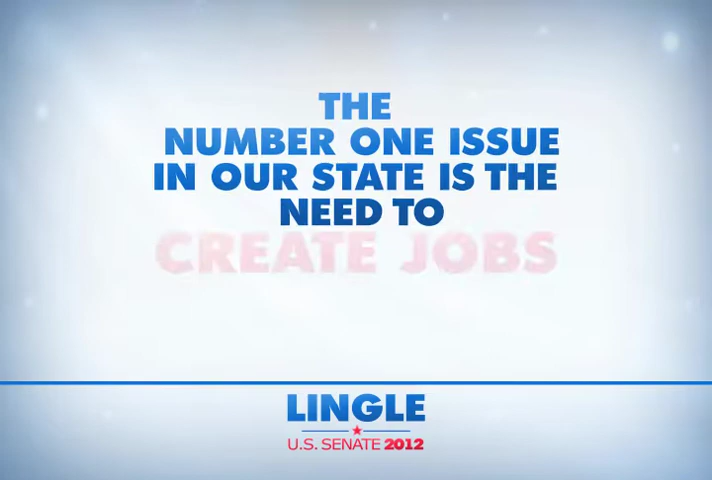 THE
NUMBER ONE ISSUE
IN OUR STATE IS THE
NEED TO
CREATE JOBS
LINGLE
U.S. SENATE 2012